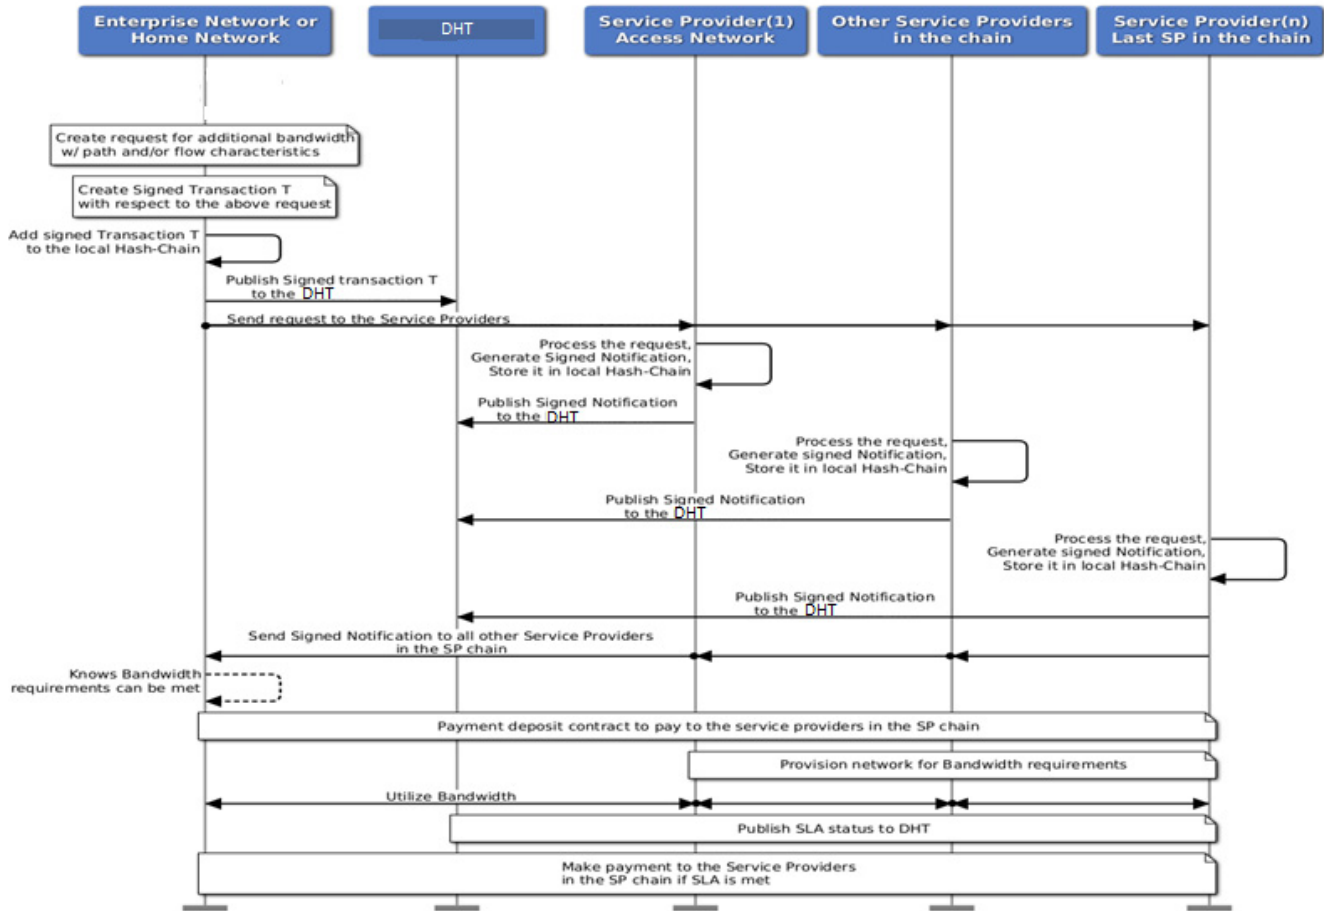 Enterprise Network or
Home Network
DHT
Service Provider(1)
Access Network
Other Service Providers
in the chain
Service Provider(n)
Last SP in the chain
Create request for additional bandwidth
w/ path and/or flow characteristics
Create Signed Transaction T
with respect to the above request
Add signed Transaction T
to the local Hash-Chain
Publish Signed transaction T
to the DHT
Send request to the Service Providers
Process the request,
Generate Signed Notification,
Store it in local Hash-Chain
Publish Signed Notification
to the DHT
Process the request,
Generate signed Notification,
Store it in local Hash-Chain
Publish Signed Notification
to the DHT
Process the request,
Generate signed Notification,
Store it in local Hash-Chain
Publish Signed Notification
to the DHT
Send Signed Notification to all other Service Providers
in the SP chain
Knows Bandwidth
requirements can be met
Payment deposit contract to pay to the service providers in the SP chain
Provision network for Bandwidth requirements
Utilize Bandwidth
Publish SLA status to DHT
Make payment to the Service Providers
in the SP chain if SLA is met